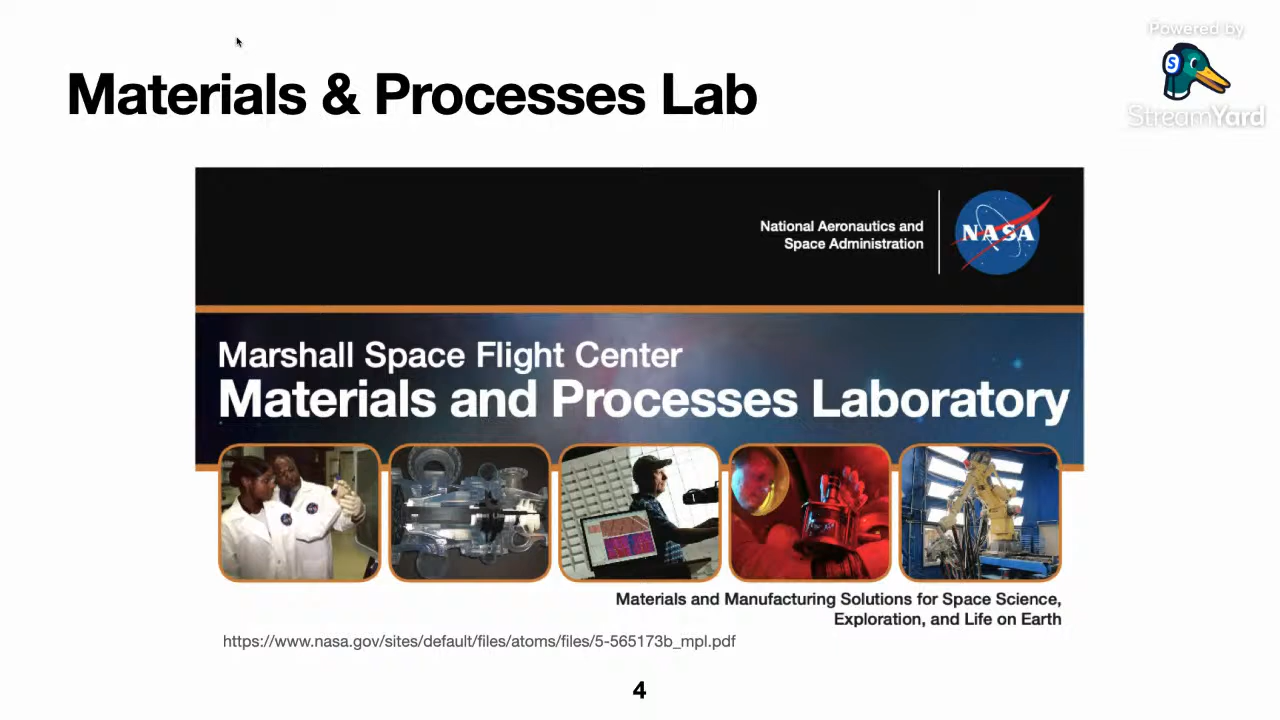 Powered by
S
StreamYard
Materials & Processes Lab
National Aeronautics and
Space Administration
NASA
Marshall Space Flight Center
Materials and Processes Laboratory
Materials and Manufacturing Solutions for Space Science,
Exploration, and Life on Earth
https://www.nasa.gov/sites/default/files/atoms/files/5-565173b_mpl.pdf
4